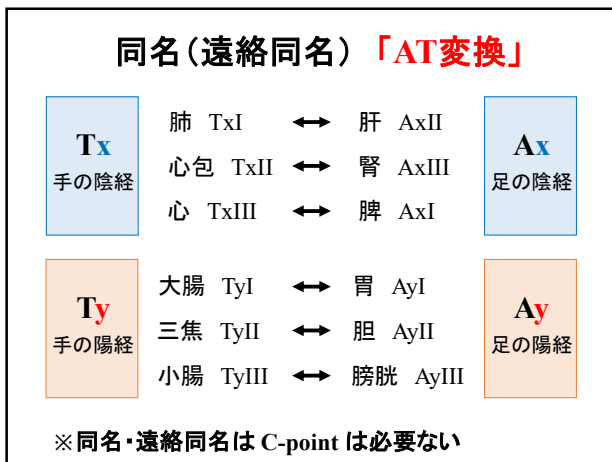 同名(遠絡同名)「AT変換」
Tx
手の陰経
肺 TxI ↔ 肝 AxII
心包 TxII ↔ 腎 AxIII
心 TxIII ↔ 脾 AxI
Ax
足の陰経
Ty
手の陽経
大腸 TyI ↔ 胃 AyI
三焦 TyII ↔ 胆 AyII
小腸 TyIII ↔ 膀胱 AyIII
Ay
足の陽経
※同名・遠絡同名は C-point は必要ない